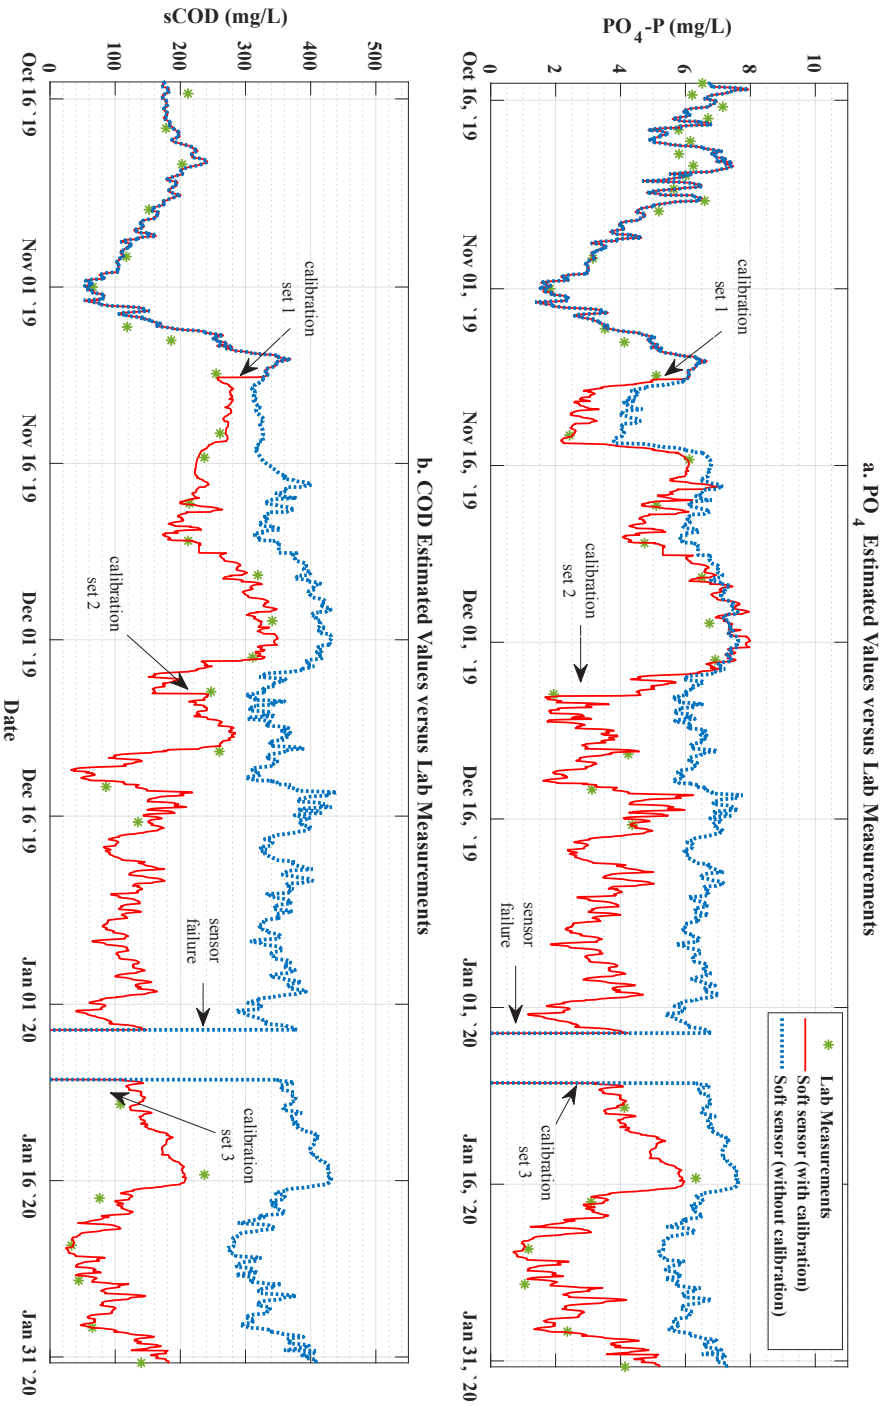 a. PO4 Estimated Values versus Lab Measurements
PO4-P (mg/L)
10
8
6
4
2
0
Lab Measurements
Soft sensor (with calibration)
Soft sensor (without calibration)
calibration
set 1
calibration
set 2
sensor
failure
calibration
set 3
Oct 16, `19
Nov 01, `19
Nov 16, `19
Dec 01, `19
Dec 16, `19
Jan 01, `20
Jan 16, `20
Jan 31, `20
b. COD Estimated Values versus Lab Measurements
sCOD (mg/L)
500
400
300
200
100
0
calibration
set 1
calibration
set 2
sensor
failure
calibration
set 3
Oct 16 `19
Nov 01, `19
Nov 16, `19
Dec 01 `19
Dec 16, `19
Jan 01 `20
Jan 16, `20
Jan 31 `20
Date